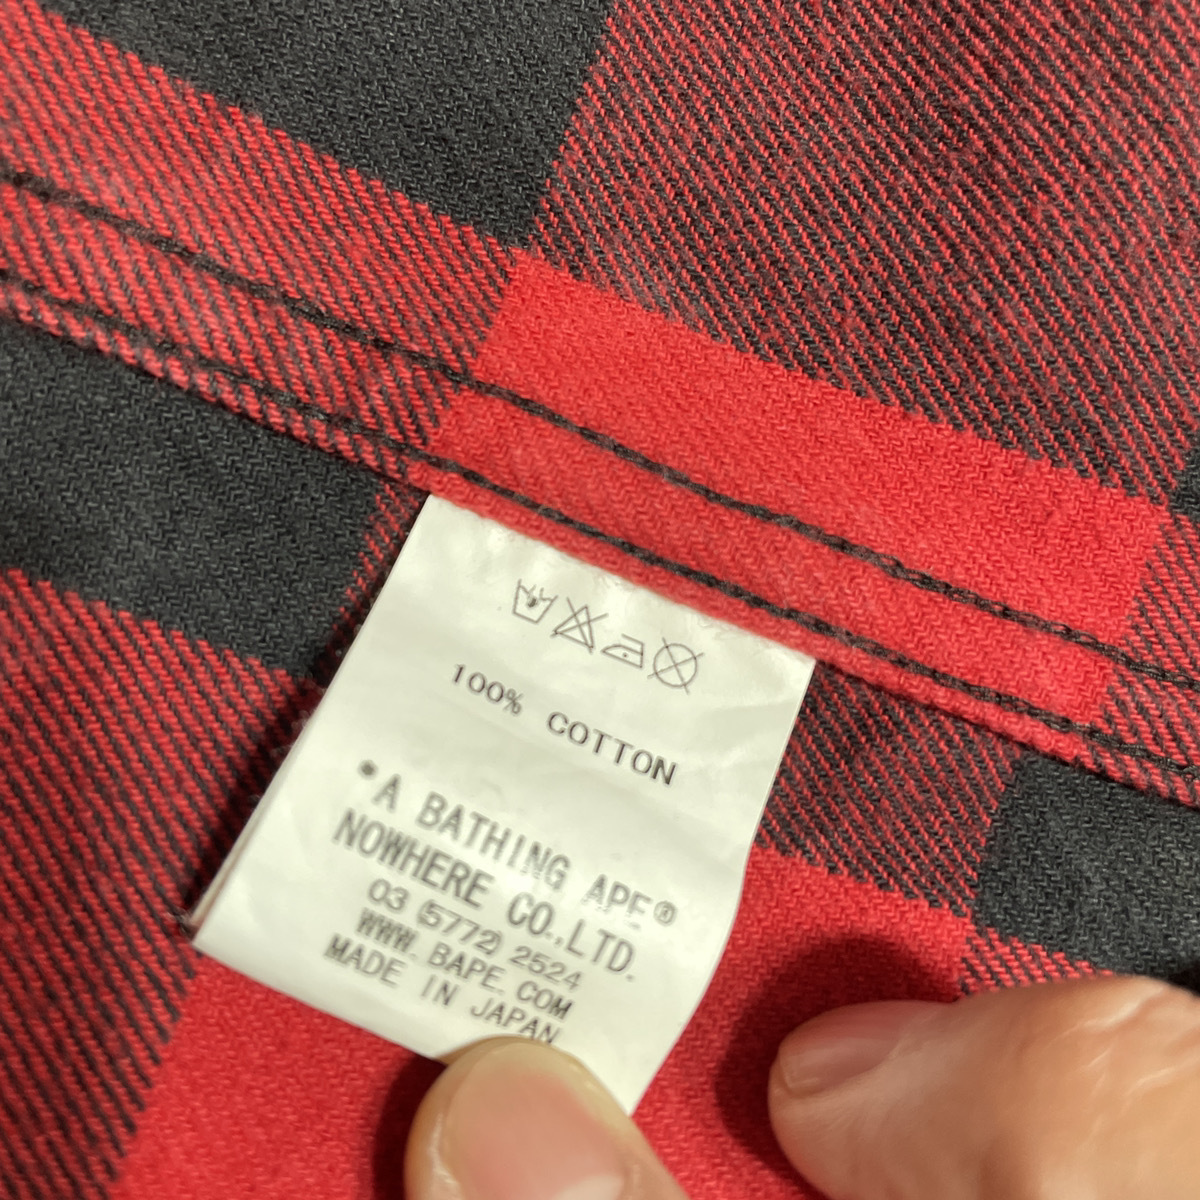 100% COTTON
•A BATHING APE®
NOWHERE CO.,LTD.
03 (5772) 2524
WWW.BAPE.COM
MADE IN JAPAN